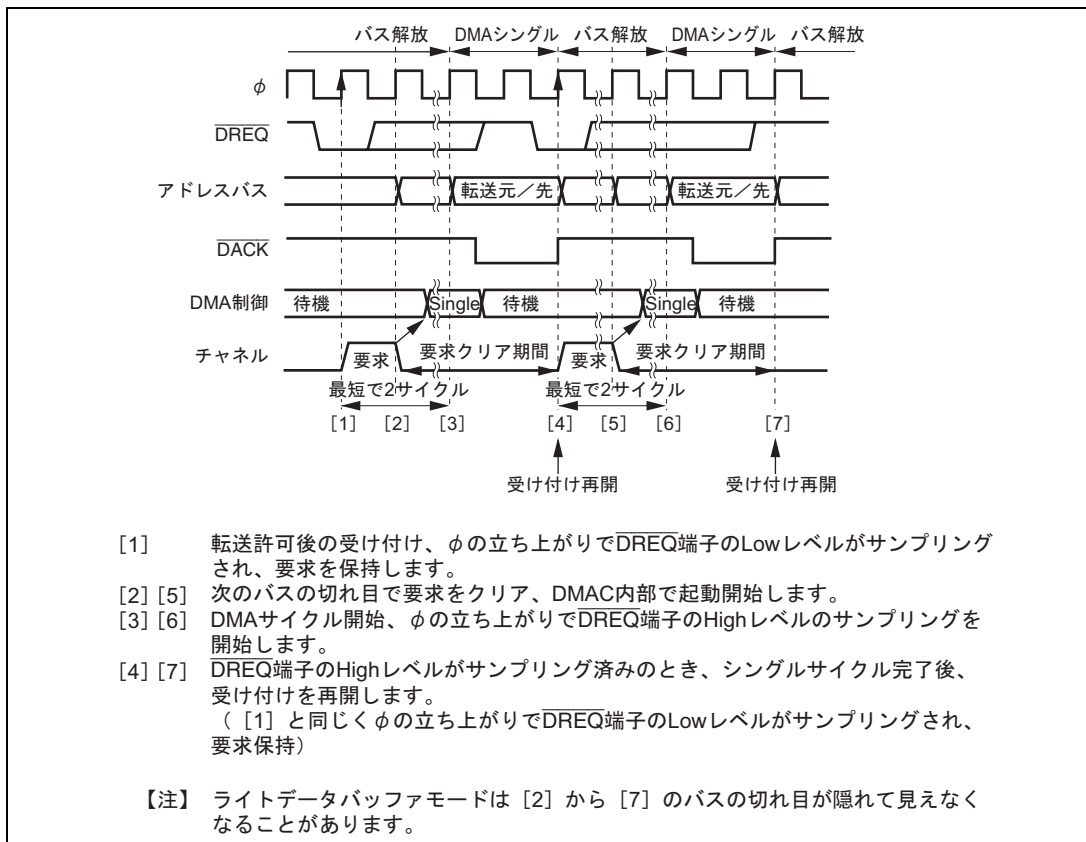 バス解放 DMAシングル バス解放 DMAシングル バス解放
φ
DREQ
アドレスバス 転送元／先 転送元／先
DACK
DMA制御 待機 Single 待機 Single 待機
チャネル 要求 要求クリア期間 要求 要求クリア期間
最短で2サイクル 最短で2サイクル
［1］ ［2］ ［3］ ［4］ ［5］ ［6］ ［7］
受け付け再開 受け付け再開
［1］ 転送許可後の受け付け、φの立ち上がりでDREQ端子のLowレベルがサンプリング
され、要求を保持します。
［2］［5］ 次のバスの切れ目で要求をクリア、DMAC内部で起動開始します。
［3］［6］ DMAサイクル開始、φの立ち上がりでDREQ端子のHighレベルのサンプリングを
開始します。
［4］［7］ DREQ端子のHighレベルがサンプリング済みのとき、シングルサイクル完了後、
受け付けを再開します。
（［1］と同じくφの立ち上がりでDREQ端子のLowレベルがサンプリングされ、
要求保持）
【注】 ライトデータバッファモードは［2］から［7］のバスの切れ目が隠れて見えなく
なることがあります。